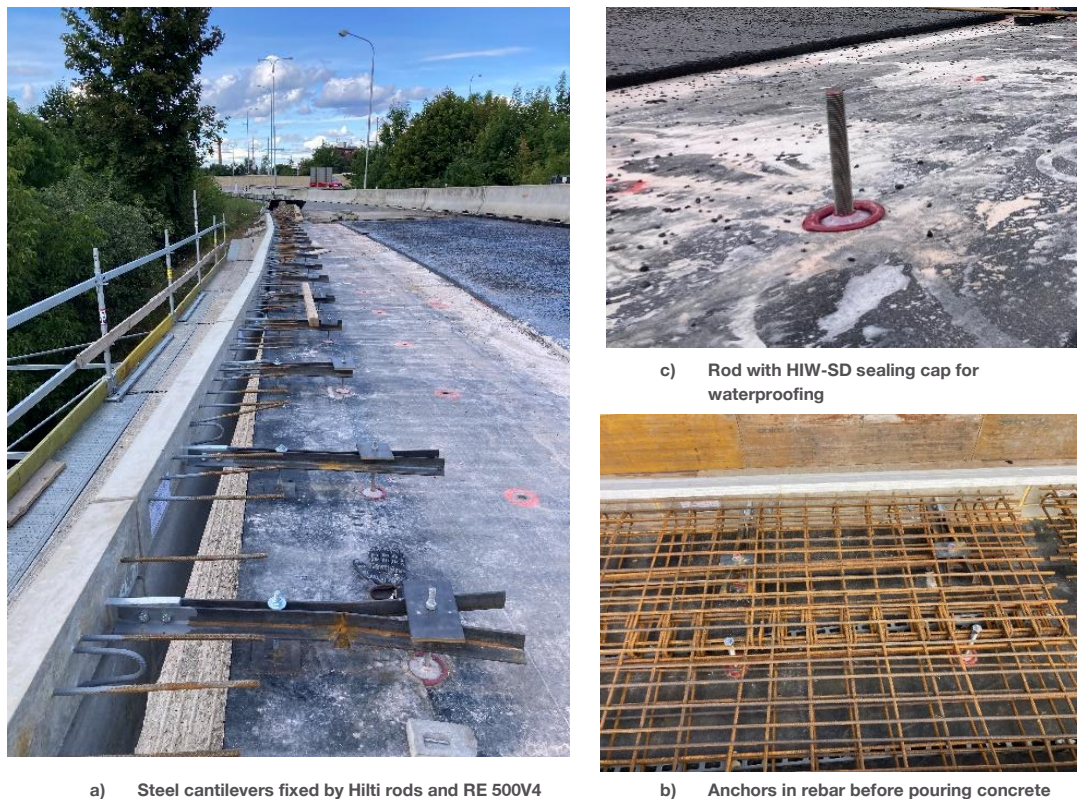 a) Steel cantilevers fixed by Hilti rods and RE 500V4
c) Rod with HIW-SD sealing cap for
waterproofing
b) Anchors in rebar before pouring concrete